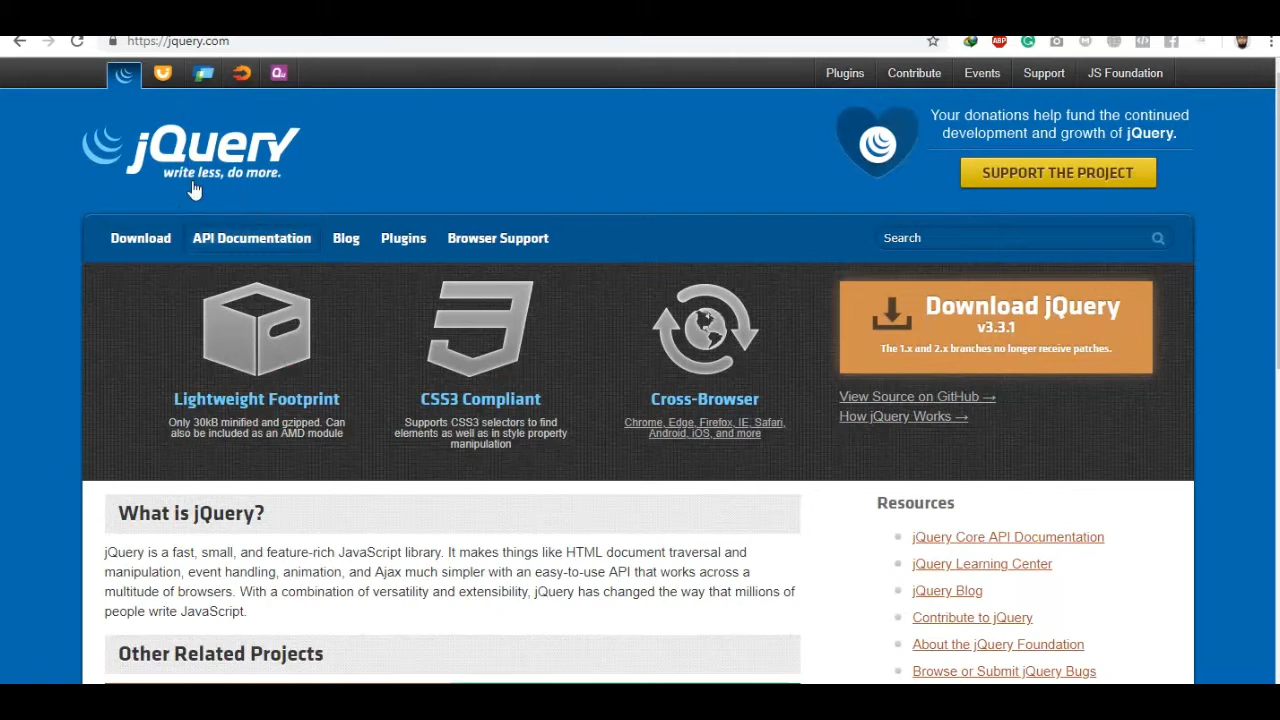 https://jquery.com
ABP
Plugins
Contribute
Events
Support
JS Foundation
jQuery
write less, do more.
Your donations help fund the continued
development and growth of jQuery.
SUPPORT THE PROJECT
Download
API Documentation
Blog
Plugins
Browser Support
Search
Lightweight Footprint
Only 30kB minified and gzipped. Can
also be included as an AMD module
CSS3 Compliant
Supports CSS3 selectors to find
elements as well as in style property
manipulation
Cross-Browser
Chrome, Edge, Firefox, IE, Safari,
Android, iOS, and more
Download jQuery
v3.3.1
The 1.x and 2.x branches no longer receive patches.
View Source on GitHub →
How jQuery Works →
What is jQuery?
jQuery is a fast, small, and feature-rich JavaScript library. It makes things like HTML document traversal and
manipulation, event handling, animation, and Ajax much simpler with an easy-to-use API that works across a
multitude of browsers. With a combination of versatility and extensibility, jQuery has changed the way that millions of
people write JavaScript.
Other Related Projects
Resources
jQuery Core API Documentation
jQuery Learning Center
jQuery Blog
Contribute to jQuery
About the jQuery Foundation
Browse or Submit jQuery Bugs